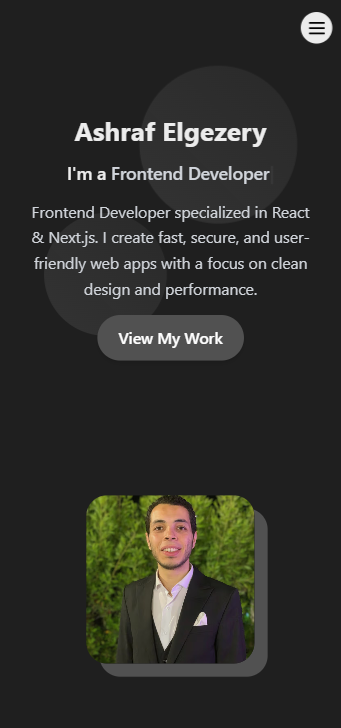 Ashraf Elgezery
I'm a Frontend Developer
Frontend Developer specialized in React
& Next.js. I create fast, secure, and user-
friendly web apps with a focus on clean
design and performance.
View My Work